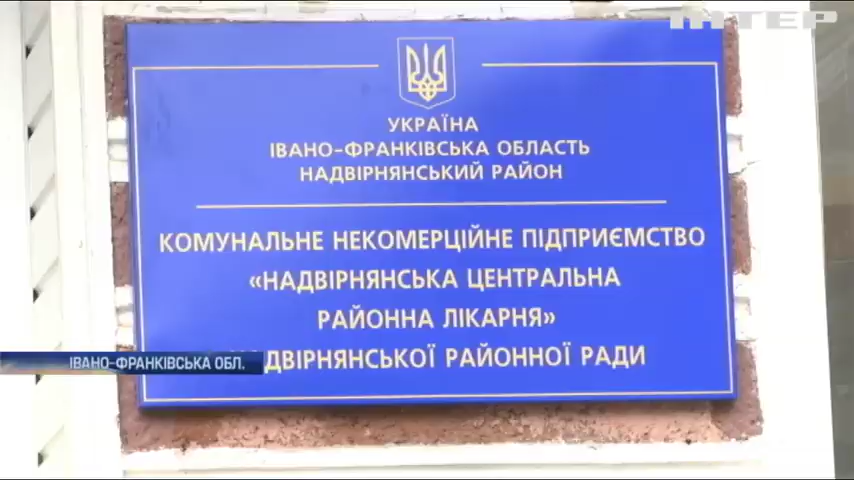 ІНТЕР
УКРАЇНА
ІВАНО-ФРАНКІВСЬКА ОБЛАСТЬ
НАДВІРНЯНСЬКИЙ РАЙОН
КОМУНАЛЬНЕ НЕКОМЕРЦІЙНЕ ПІДПРИЄМСТВО
«НАДВІРНЯНСЬКА ЦЕНТРАЛЬНА
РАЙОННА ЛІКАРНЯ»
РАЙОННОЇ РАДИ
ІВАНО-ФРАНКІВСЬКА ОБЛ.